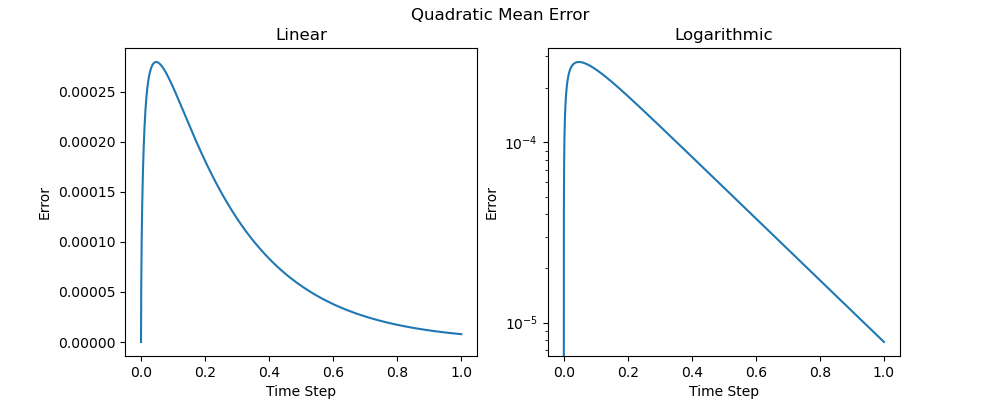 Quadratic Mean Error
Linear
Error
0.00025
0.00020
0.00015
0.00010
0.00005
0.00000
0.0 0.2 0.4 0.6 0.8 1.0
Time Step
Logarithmic
Error
10⁻⁴
10⁻⁵
0.0 0.2 0.4 0.6 0.8 1.0
Time Step